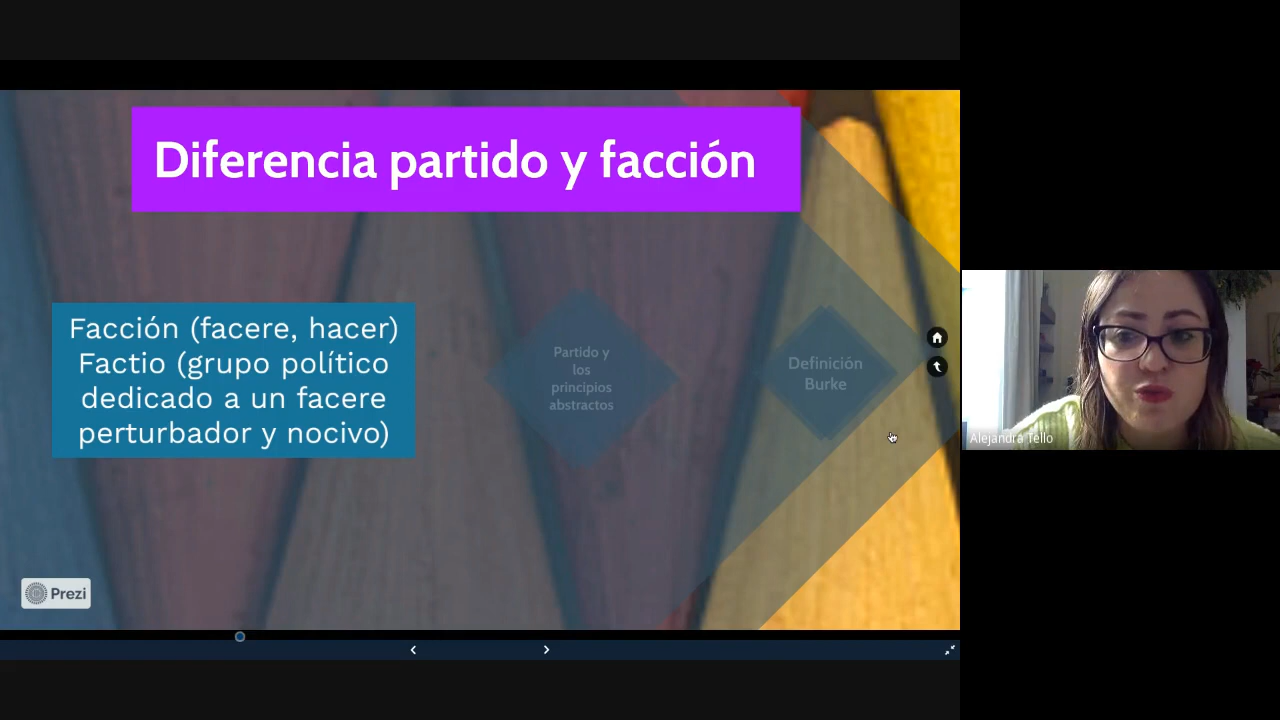 Diferencia partido y facción
Facción (facere, hacer)
Factio (grupo político
dedicado a un facere
perturbador y nocivo)
Partido y
los
principios
abstractos
Definición
Burke
Alejandra Tello
Prezi